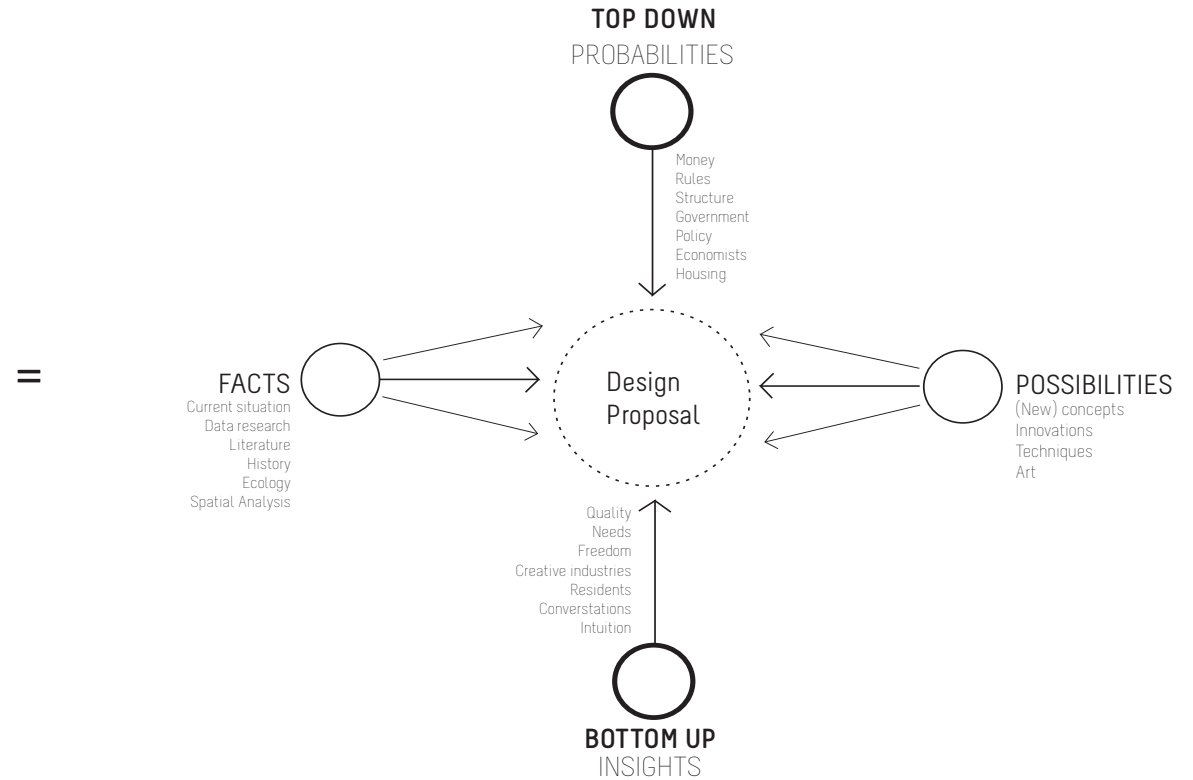 TOP DOWN
PROBABILITIES
Money
Rules
Structure
Government
Policy
Economists
Housing
=
FACTS
Current situation
Data research
Literature
History
Ecology
Spatial Analysis
Design
Proposal
POSSIBILITIES
(New) concepts
Innovations
Techniques
Art
Quality
Needs
Freedom
Creative industries
Residents
Converstations
Intuition
BOTTOM UP
INSIGHTS